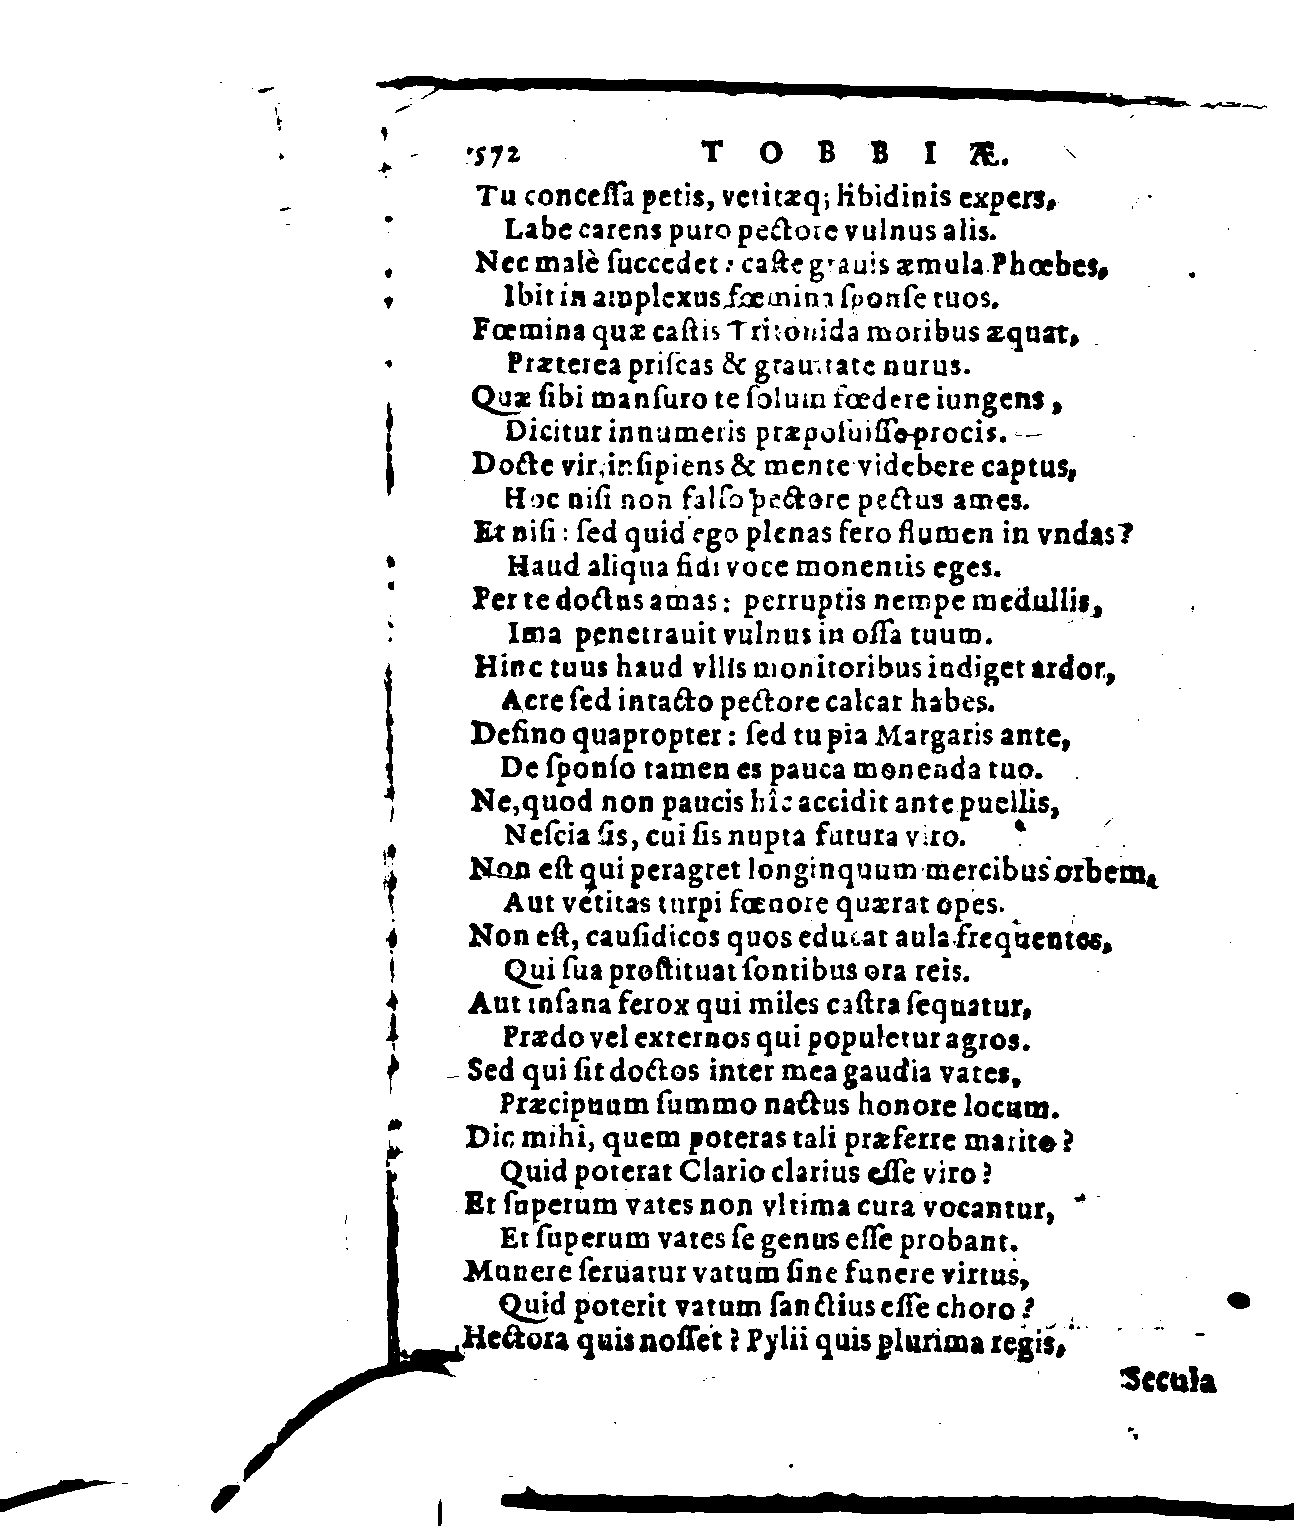 572 TOBBIÆ.
Tu conceſſa petis, vetitæq; libidinis expers,
Labe carens puro pectore vulnus alis.
Nec malè ſuccedet: caſte grauis æmula Phœbes,
Ibit in amplexus fœmina ſponſe tuos.
Fœmina quæ caſtis Tritonida moribus æquat,
Præterea priſcas & grauitate nurus.
Quæ ſibi manſuro te ſolum fœdere iungens,
Dicitur innumeris præpoſuiſſe procis.
Docte vir, inſipiens & mente videbere captus,
Hoc niſi non falſo pectore pectus ames.
Et niſi: ſed quid ego plenas fero flumen in vndas?
Haud aliqua fidi voce monentis eges.
Per te doctus amas: perruptis nempe medullis,
Ima penetrauit vulnus in oſſa tuum.
Hinc tuus haud vllis monitoribus indiget ardor,
Acre ſed intacto pectore calcar habes.
Deſino quapropter: ſed tu pia Margaris ante,
De ſponſo tamen es pauca monenda tuo.
Ne, quod non paucis hîc accidit ante puellis,
Neſcia ſis, cui ſis nupta futura viro.
Non eſt qui peragret longinquum mercibus orbem,
Aut vetitas turpi fœnore quærat opes.
Non eſt, cauſidicos quos educat aula frequentes,
Qui ſua proſtituat ſontibus ora reis.
Aut inſana ferox qui miles caſtra ſequatur,
Prædo vel externos qui populetur agros.
Sed qui ſit doctos inter mea gaudia vates,
Præcipuum ſummo nactus honore locum.
Dic mihi, quem poteras tali præferre marito?
Quid poterat Clario clarius eſſe viro?
Et ſuperum vates non vltima cura vocantur,
Et ſuperum vates ſe genus eſſe probant.
Munere ſeruatur vatum ſine funere virtus,
Quid poterit vatum ſanctius eſſe choro?
Hectora quis noſſet? Pylii quis plurima regis,
Secula